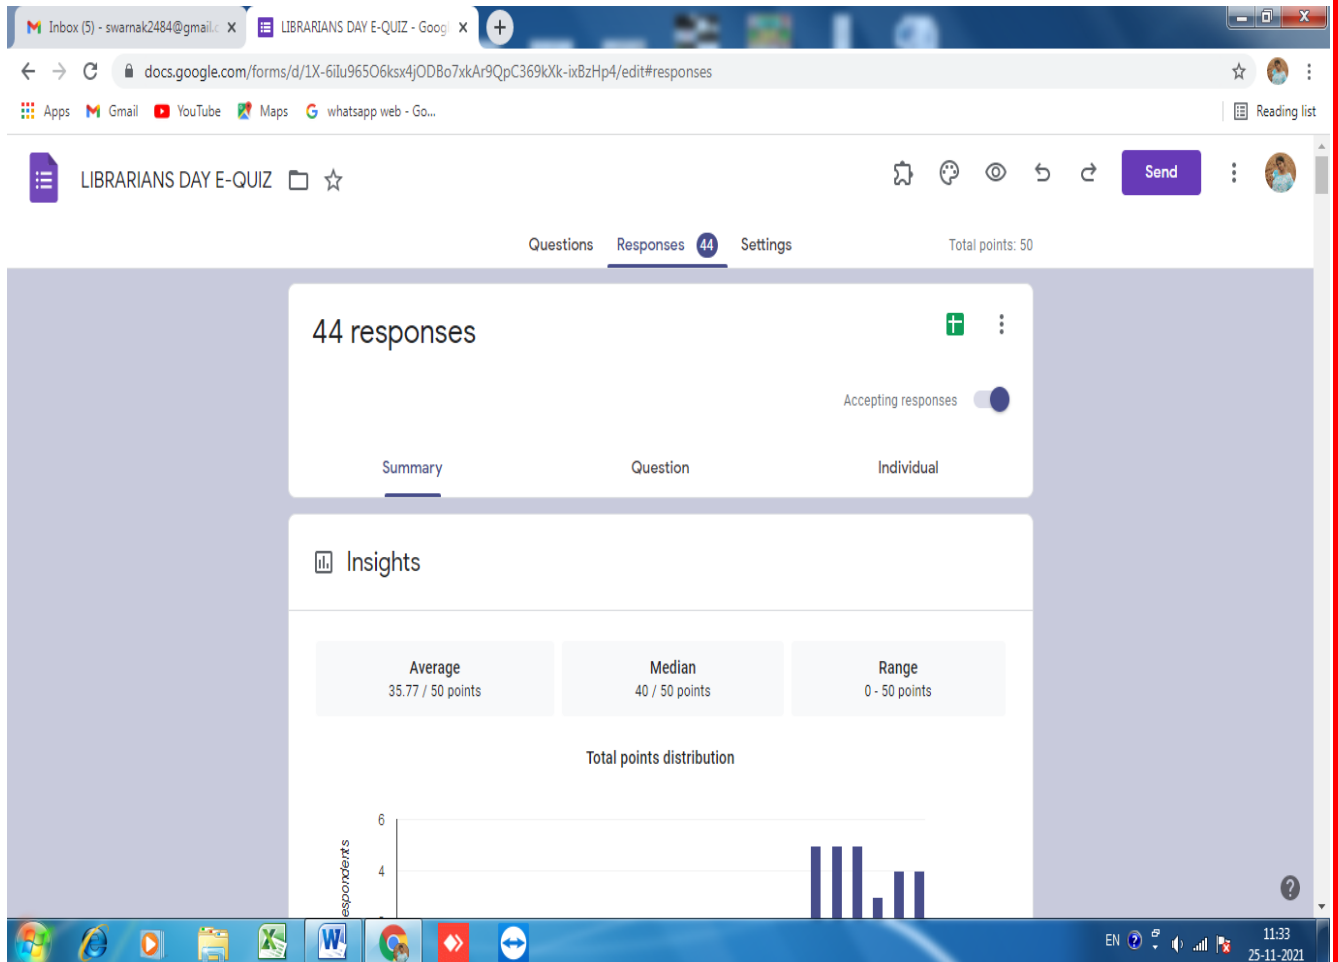 Inbox (5) - swarnak2484@gmail.c
LIBRARIANS DAY E-QUIZ - Goog
docs.google.com/forms/d/1X-6iIu965O6ksx4jODBo7xkAr9QpC369kXk-ixBzHp4/edit#responses
Apps Gmail YouTube Maps whatsapp web - Go... Reading list
LIBRARIANS DAY E-QUIZ
Send
Questions Responses 44 Settings Total points: 50
44 responses
Accepting responses
Summary Question Individual
Insights
Average Median Range
35.77 / 50 points 40 / 50 points 0 - 50 points
Total points distribution
6
4
espondents
EN 11:33
25-11-2021